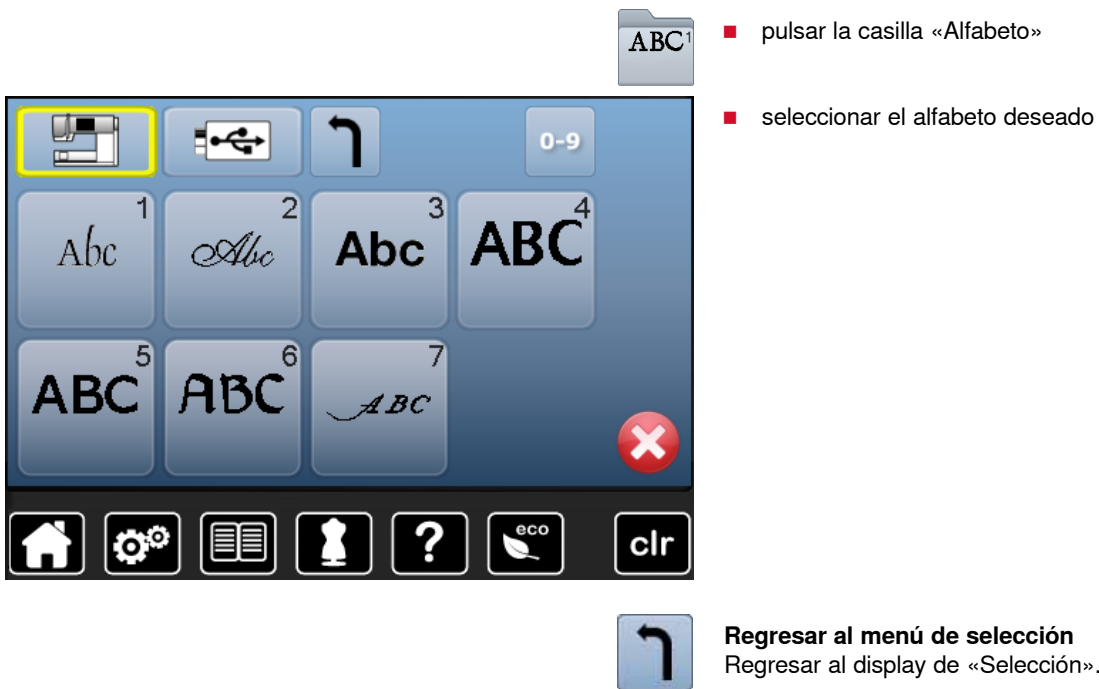 ABC1
pulsar la casilla «Alfabeto»
seleccionar el alfabeto deseado
0-9
1 2 3 4
Abc Abc Abc ABC
5 6 7
ABC ABC ABC
? eco clr
Regresar al menú de selección
Regresar al display de «Selección».